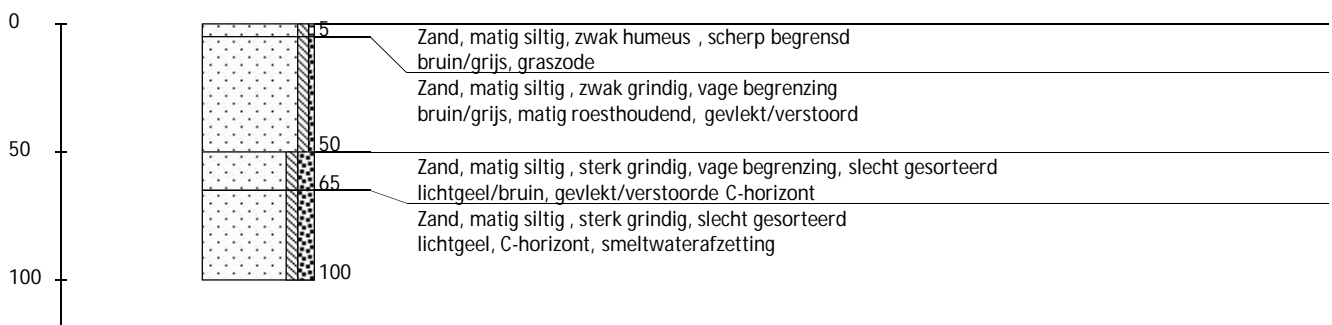 0
5
Zand, matig siltig, zwak humeus , scherp begrensd
bruin/grijs, graszode
Zand, matig siltig , zwak grindig, vage begrenzing
bruin/grijs, matig roesthoudend, gevlekt/verstoord
50
50
Zand, matig siltig , sterk grindig, vage begrenzing, slecht gesorteerd
65
lichtgeel/bruin, gevlekt/verstoorde C-horizont
Zand, matig siltig , sterk grindig, slecht gesorteerd
lichtgeel, C-horizont, smeltwaterafzetting
100
100